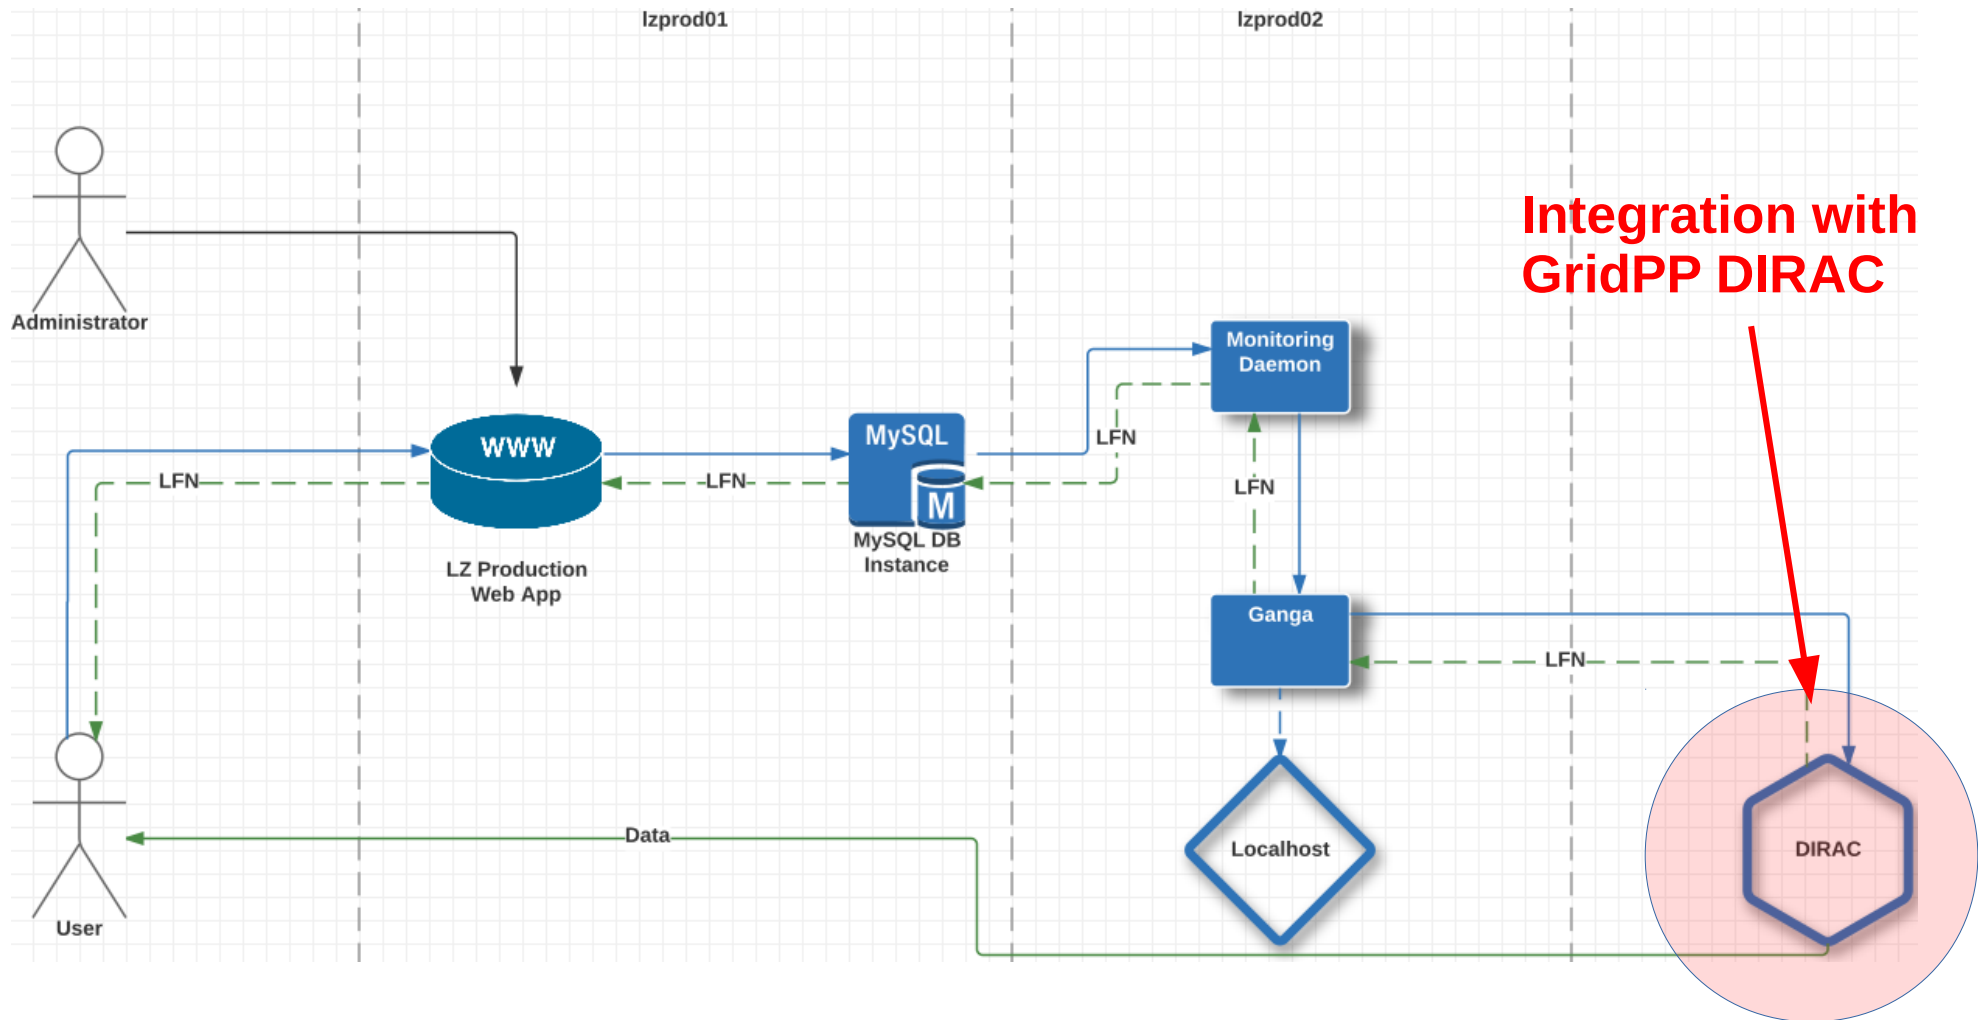 lzprod01
lzprod02
Integration with
GridPP DIRAC
Administrator
Monitoring
Daemon
WWW
MySQL
M
LFN
LFN
LFN
LFN
MySQL DB
Instance
LZ Production
Web App
Ganga
LFN
Data
Localhost
DIRAC
User